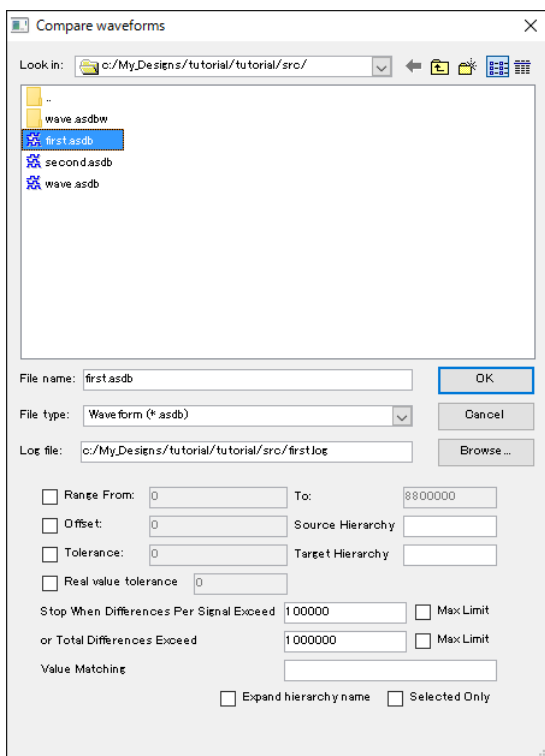 Compare waveforms
Look in: c:/My_Designs/tutorial/tutorial/src/
..
wave.asdbw
first.asdb
second.asdb
wave.asdb
File name: first.asdb OK
File type: Waveform (*.asdb) Cancel
Log file: c:/My_Designs/tutorial/tutorial/src/first.log Browse...
Range From: 0 To: 8800000
Offset: 0 Source Hierarchy
Tolerance: 0 Target Hierarchy
Real value tolerance 0
Stop When Differences Per Signal Exceed 100000 Max Limit
or Total Differences Exceed 1000000 Max Limit
Value Matching
Expand hierarchy name Selected Only